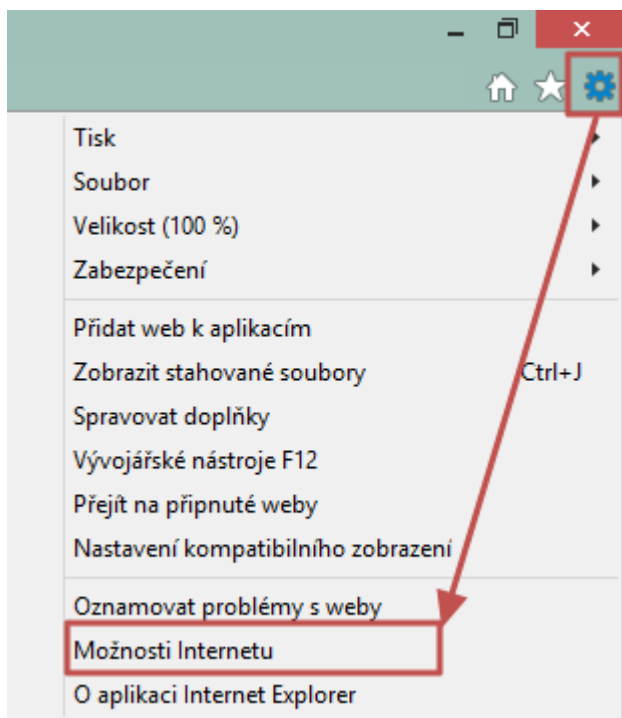 Tisk
Soubor
Velikost (100 %)
Zabezpečení
Přidat web k aplikacím
Zobrazit stahované soubory Ctrl+J
Spravovat doplňky
Vývojářské nástroje F12
Přejít na připnuté weby
Nastavení kompatibilního zobrazení
Oznamovat problémy s weby
Možnosti Internetu
O aplikaci Internet Explorer